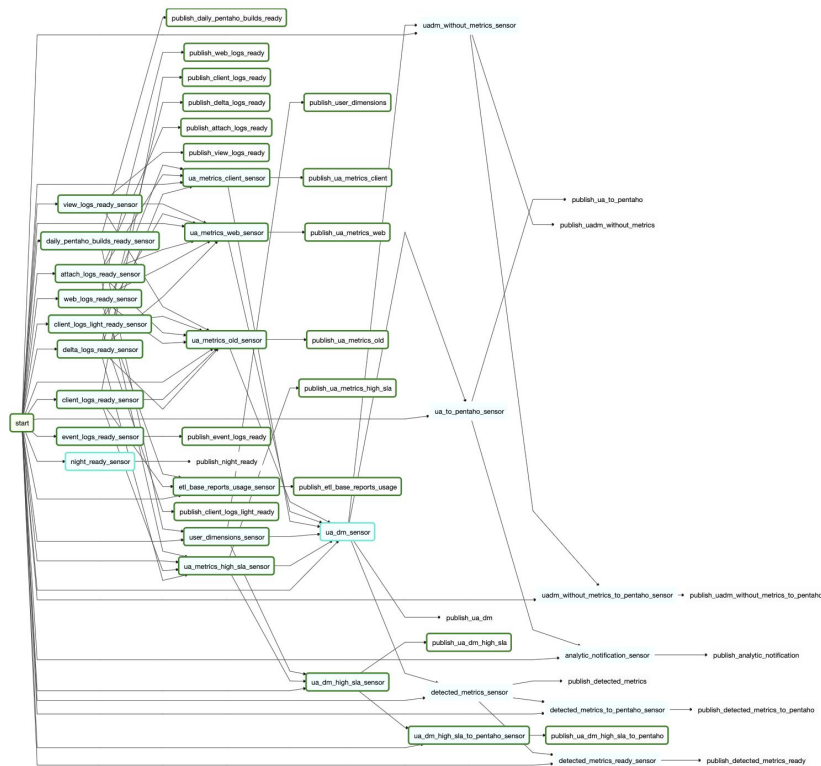 publish_daily_pentaho_builds_ready
uadm_without_metrics_sensor
publish_web_logs_ready
publish_client_logs_ready
publish_delta_logs_ready
publish_user_dimensions
publish_attach_logs_ready
publish_view_logs_ready
ua_metrics_client_sensor
publish_ua_metrics_client
view_logs_ready_sensor
publish_ua_to_pentaho
publish_uadm_without_metrics
daily_pentaho_builds_ready_sensor
ua_metrics_web_sensor
publish_ua_metrics_web
attach_logs_ready_sensor
web_logs_ready_sensor
client_logs_light_ready_sensor
ua_metrics_old_sensor
publish_ua_metrics_old
delta_logs_ready_sensor
publish_ua_metrics_high_sla
client_logs_ready_sensor
ua_to_pentaho_sensor
start
event_logs_ready_sensor
publish_event_logs_ready
night_ready_sensor
publish_night_ready
etl_base_reports_usage_sensor
publish_etl_base_reports_usage
publish_client_logs_light_ready
user_dimensions_sensor
ua_dm_sensor
ua_metrics_high_sla_sensor
uadm_without_metrics_to_pentaho_sensor
publish_uadm_without_metrics_to_pentaho
publish_ua_dm
publish_ua_dm_high_sla
analytic_notification_sensor
publish_analytic_notification
ua_dm_high_sla_sensor
publish_detected_metrics
detected_metrics_sensor
detected_metrics_to_pentaho_sensor
publish_detected_metrics_to_pentaho
ua_dm_high_sla_to_pentaho_sensor
publish_ua_dm_high_sla_to_pentaho
detected_metrics_ready_sensor
publish_detected_metrics_ready